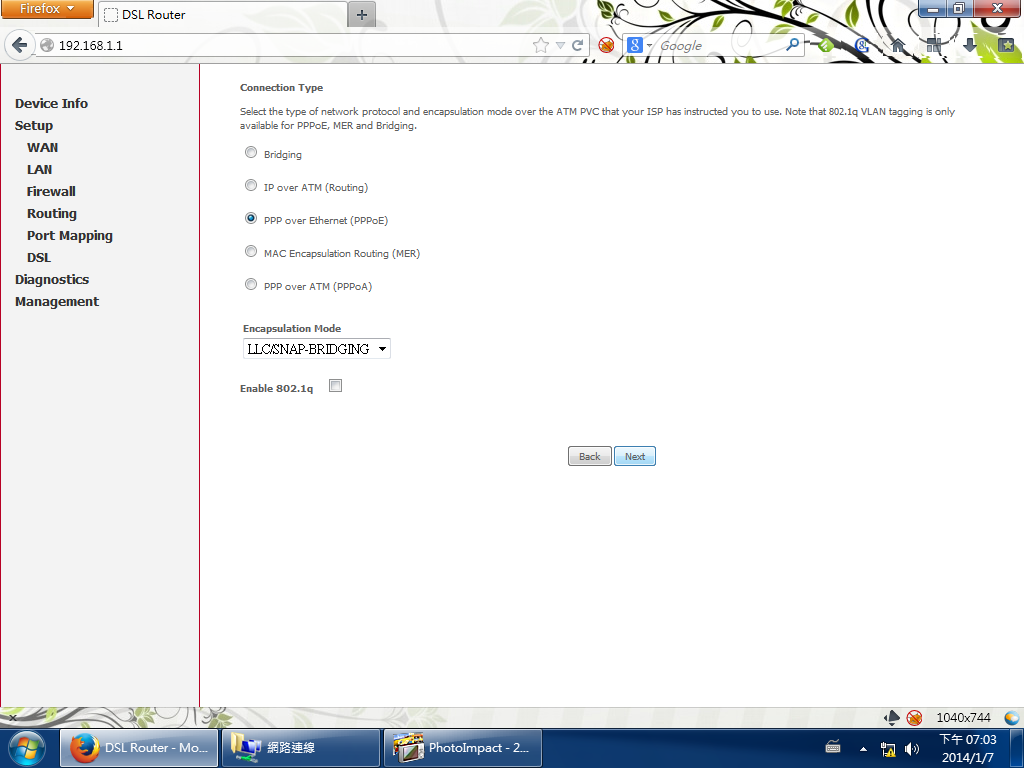 Firefox
DSL Router
192.168.1.1
Google
Device Info
Setup
WAN
LAN
Firewall
Routing
Port Mapping
DSL
Diagnostics
Management
Connection Type
Select the type of network protocol and encapsulation mode over the ATM PVC that your ISP has instructed you to use. Note that 802.1q VLAN tagging is only
available for PPPoE, MER and Bridging.
Bridging
IP over ATM (Routing)
PPP over Ethernet (PPPoE)
MAC Encapsulation Routing (MER)
PPP over ATM (PPPoA)
Encapsulation Mode
LLC/SNAP-BRIDGING
Enable 802.1q
Back Next
1040x744
DSL Router - Mo...
網路連線
PhotoImpact - 2...
下午 07:03
2014/1/7